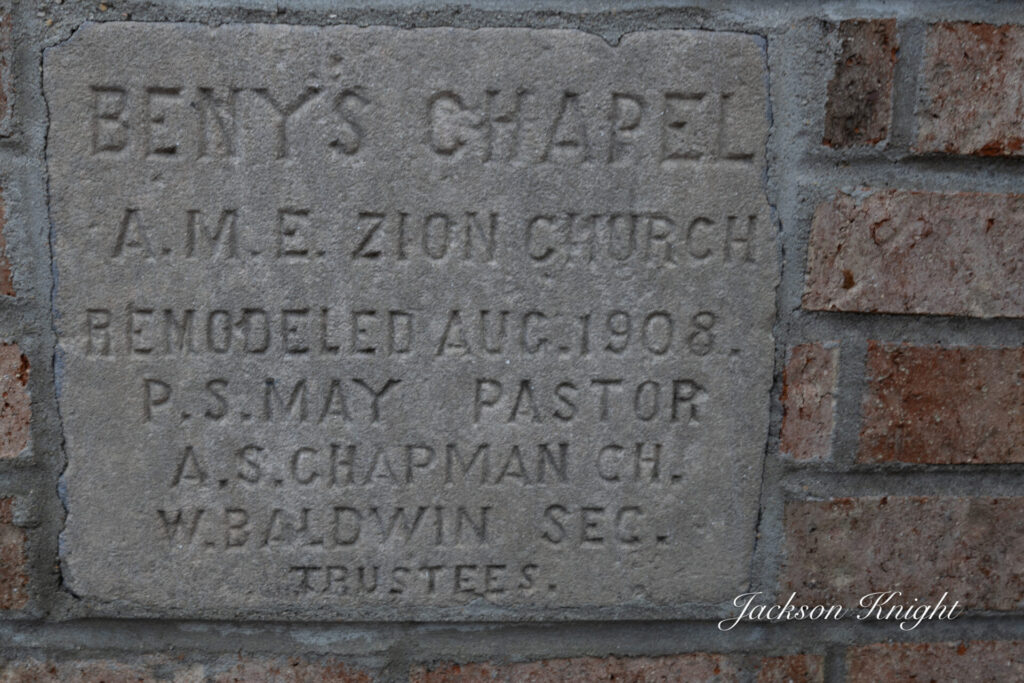 BENY'S CHAPEL
A.M.E. ZION CHURCH
REMODELED AUG.1908.
P.S.MAY PASTOR
A.S.CHAPMAN CH.
W.BALDWIN SEC.
TRUSTEES.
Jackson Knight